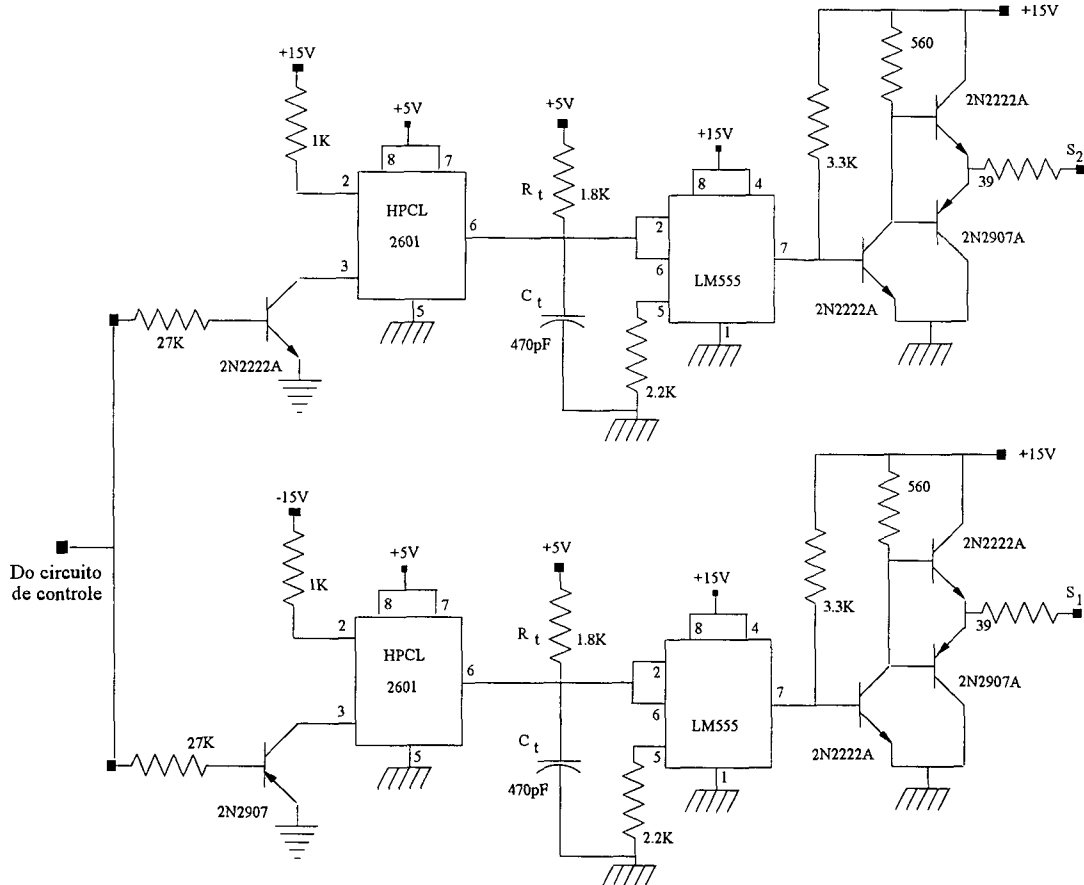 +15V
560
+15V
2N2222A
1K
+5V
+5V
+15V
8
7
8
4
3.3K
S2
2
HPCL
2601
6
R t
1.8K
2
6
7
39
2N2907A
3
LM555
5
C t
5
1
2N2222A
27K
470pF
2N2222A
2.2K
+15V
560
-15V
2N2222A
1K
+5V
+5V
+15V
Do circuito
de controle
8
7
8
4
3.3K
S1
2
HPCL
2601
6
R t
1.8K
2
6
7
39
2N2907A
3
LM555
27K
5
C t
5
1
2N2222A
470pF
2N2907
2.2K